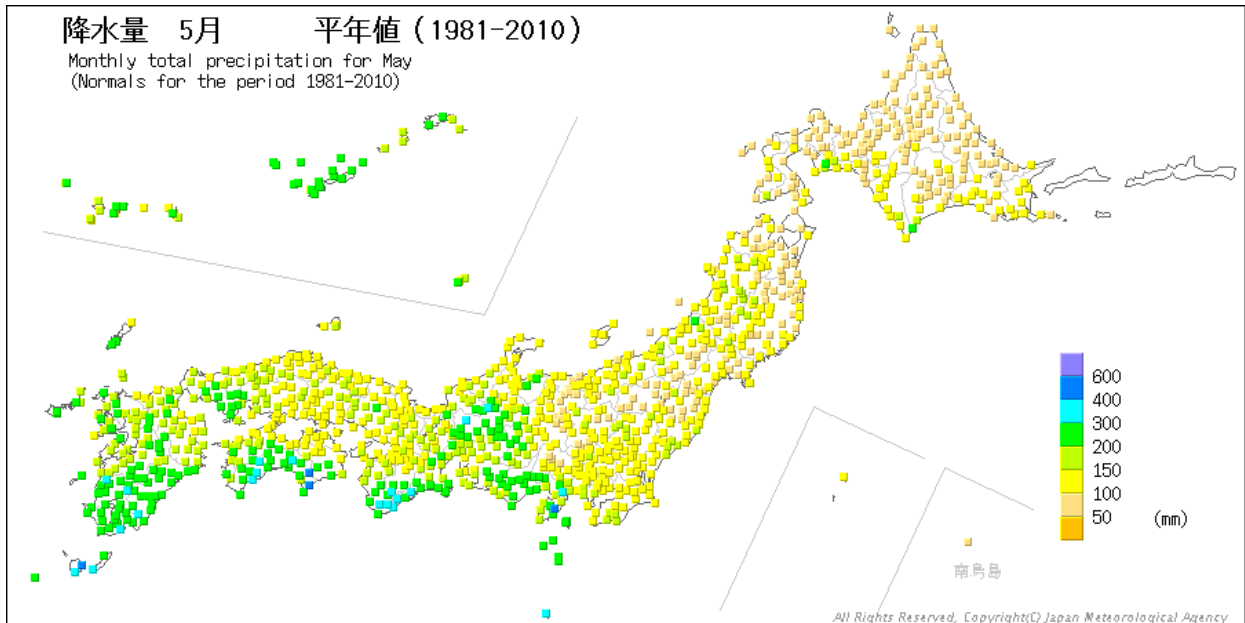 降水量 5月 平年値(1981-2010)
Monthly total precipitation for May
(Normals for the period 1981-2010)
600
400
300
200
150
100
50 (mm)
南鳥島
All Rights Reserved, Copyright(C) Japan Meteorological Agency